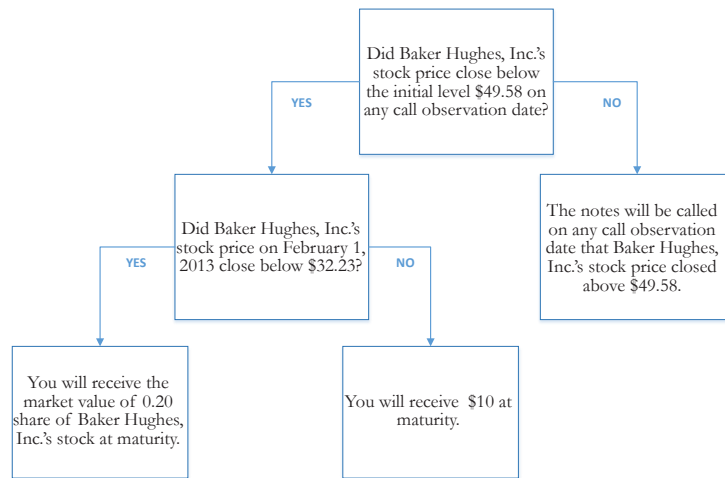 Did Baker Hughes, Inc.'s
stock price close below
the initial level $49.58 on
any call observation date?
YES
NO
Did Baker Hughes, Inc.'s
stock price on February 1,
2013 close below $32.23?
The notes will be called
on any call observation
date that Baker Hughes,
Inc.'s stock price closed
above $49.58.
YES
NO
You will receive the
market value of 0.20
share of Baker Hughes,
Inc.'s stock at maturity.
You will receive $10 at
maturity.